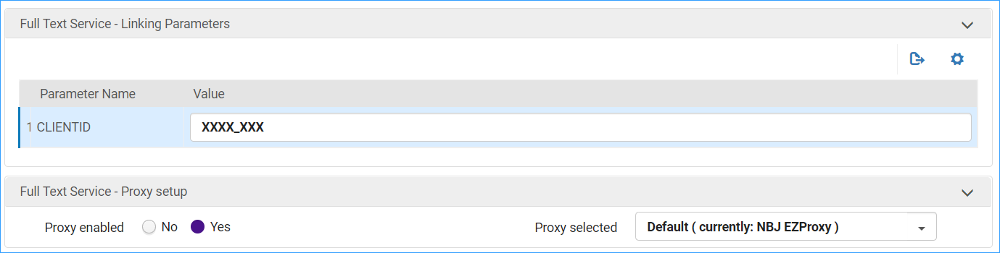 Full Text Service - Linking Parameters
Parameter Name Value
1 CLIENTID XXXX_XXX
Full Text Service - Proxy setup
Proxy enabled No Yes Proxy selected Default ( currently: NBJ EZProxy )